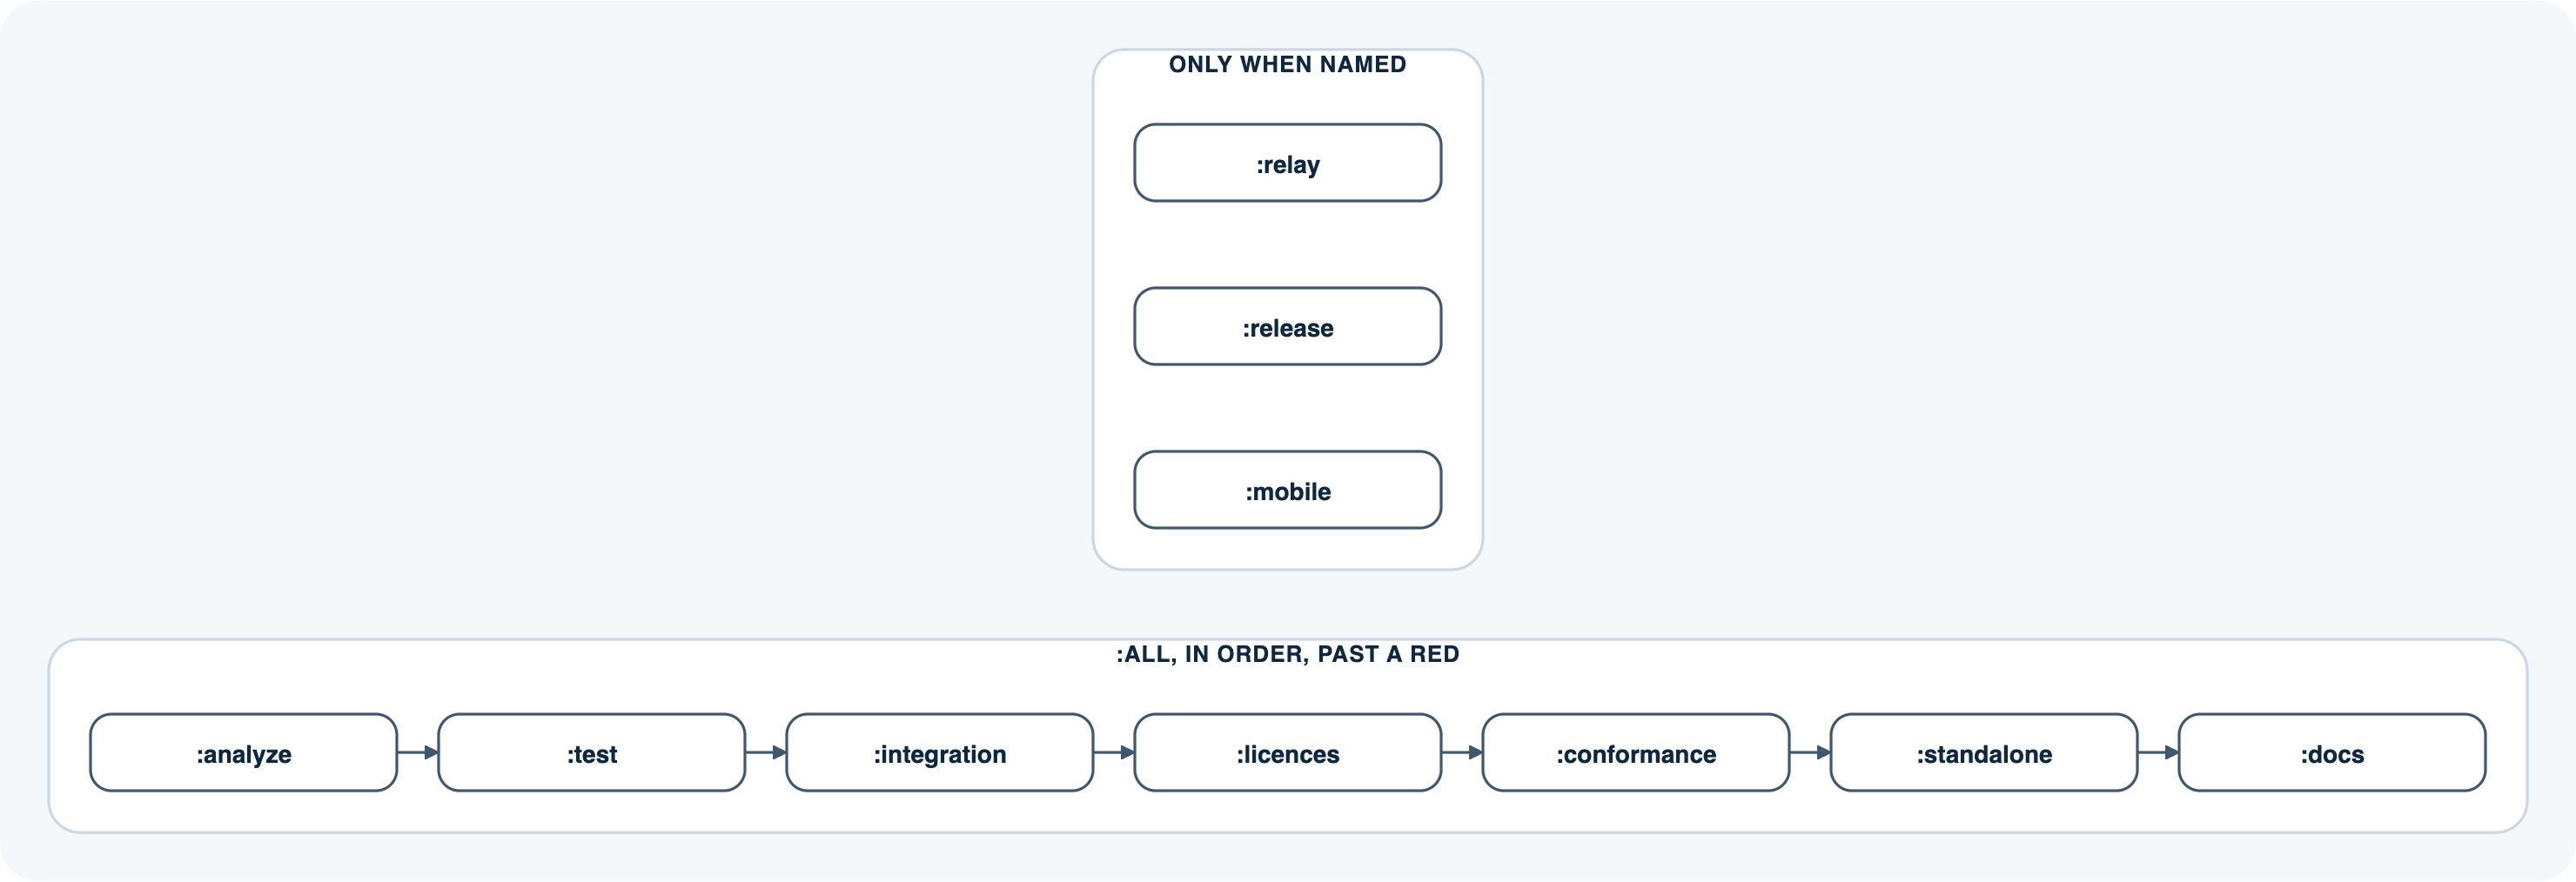 ONLY WHEN NAMED
:relay
:release
:mobile
:ALL, IN ORDER, PAST A RED
:analyze
:test
:integration
:licences
:conformance
:standalone
:docs